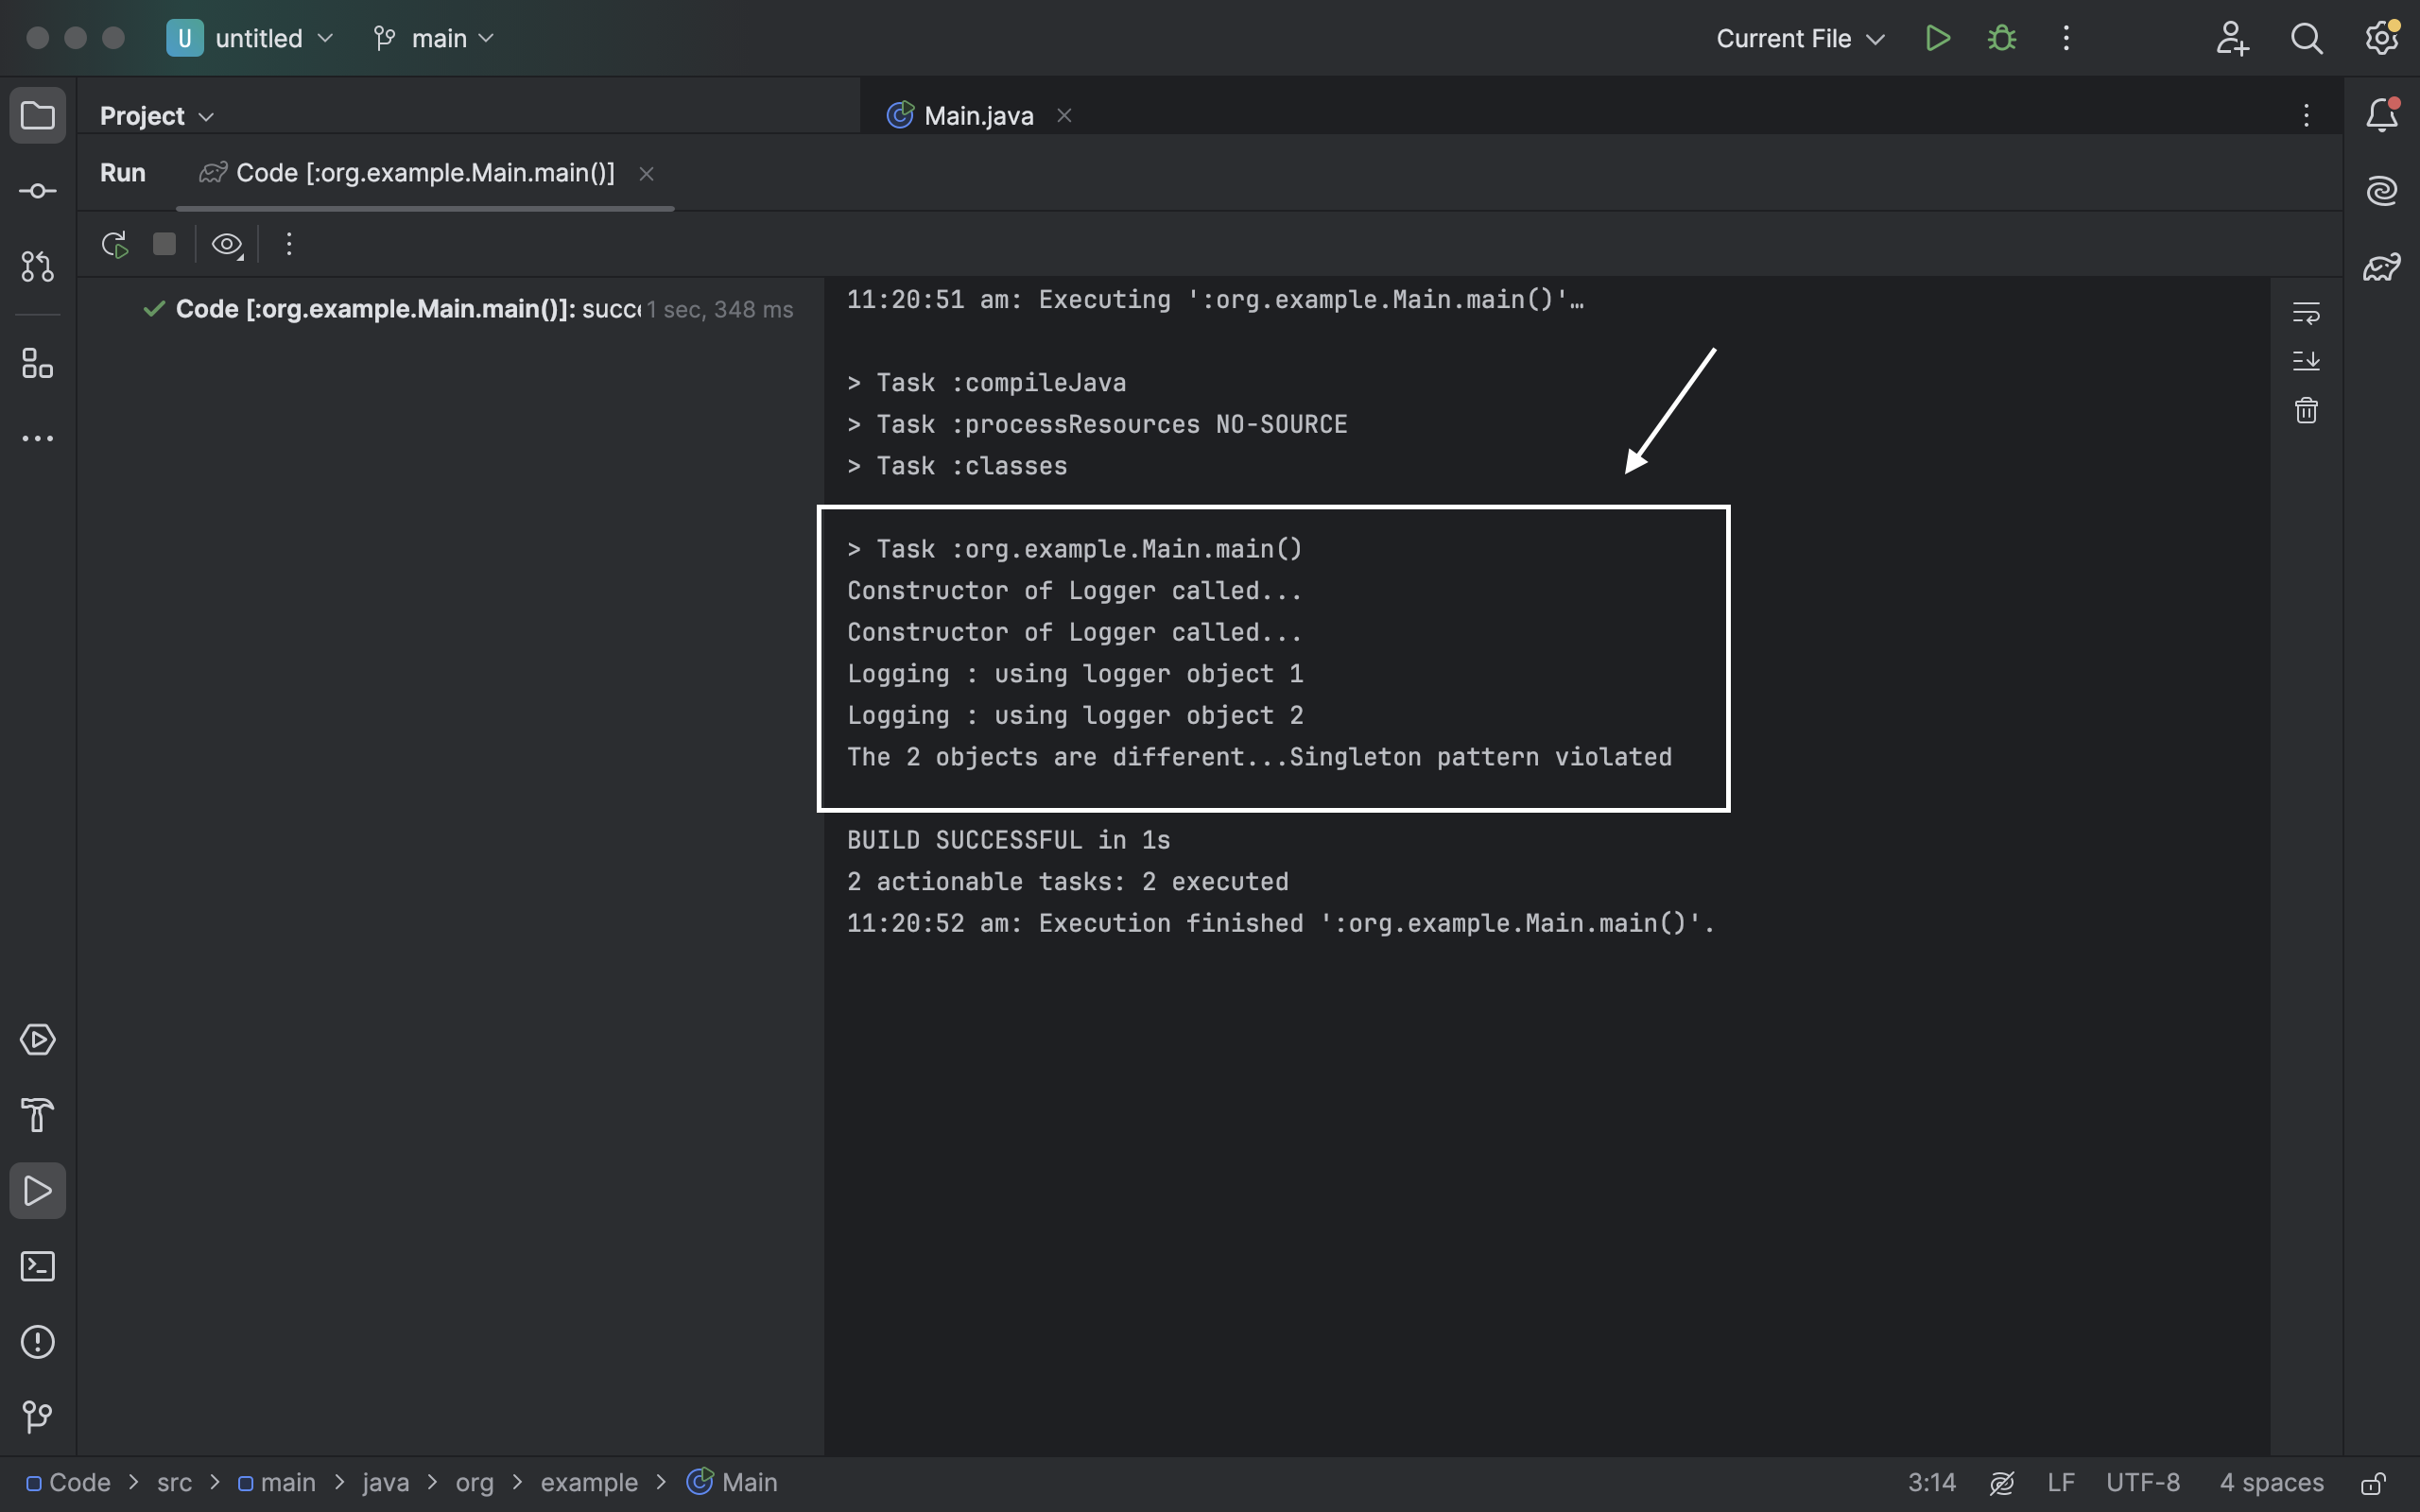 U untitled main Current File
Project Main.java
Run Code [:org.example.Main.main()]
Code [:org.example.Main.main()]: succe 1 sec, 348 ms
11:20:51 am: Executing ':org.example.Main.main()'…
> Task :compileJava
> Task :processResources NO-SOURCE
> Task :classes
> Task :org.example.Main.main()
Constructor of Logger called...
Constructor of Logger called...
Logging : using logger object 1
Logging : using logger object 2
The 2 objects are different...Singleton pattern violated
BUILD SUCCESSFUL in 1s
2 actionable tasks: 2 executed
11:20:52 am: Execution finished ':org.example.Main.main()'.
Code > src > main > java > org > example > Main 3:14 LF UTF-8 4 spaces